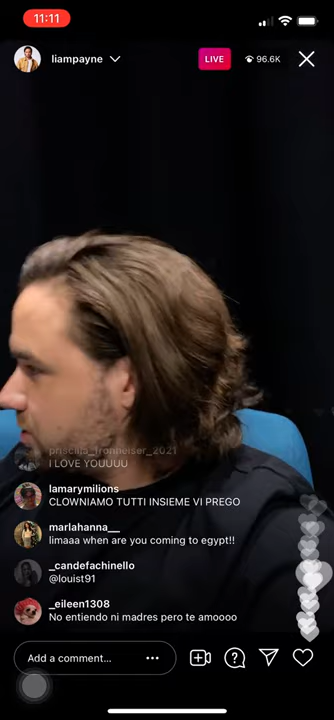 11:11
liampayne
LIVE
96.6K
priscilla_fronheiser_2021
I LOVE YOUUUU
lamarymilions
CLOWNIAMO TUTTI INSIEME VI PREGO
marlahanna__
limaaa when are you coming to egypt!!
_candefachinello
@louist91
_eileen1308
No entiendo ni madres pero te amoooo
Add a comment...